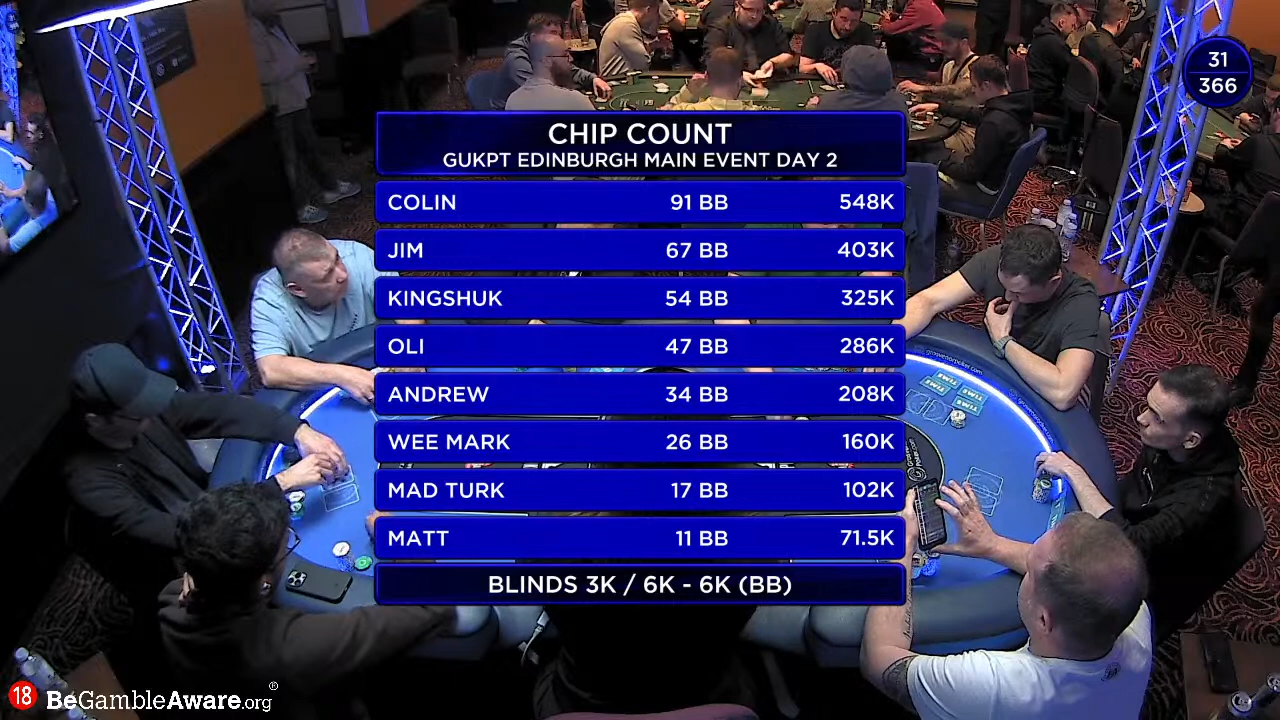 31
366
CHIP COUNT
GUKPT EDINBURGH MAIN EVENT DAY 2
COLIN 91 BB 548K
JIM 67 BB 403K
KINGSHUK 54 BB 325K
OLI 47 BB 286K
ANDREW 34 BB 208K
WEE MARK 26 BB 160K
MAD TURK 17 BB 102K
MATT 11 BB 71.5K
BLINDS 3K / 6K - 6K (BB)
18 BeGambleAware.org®